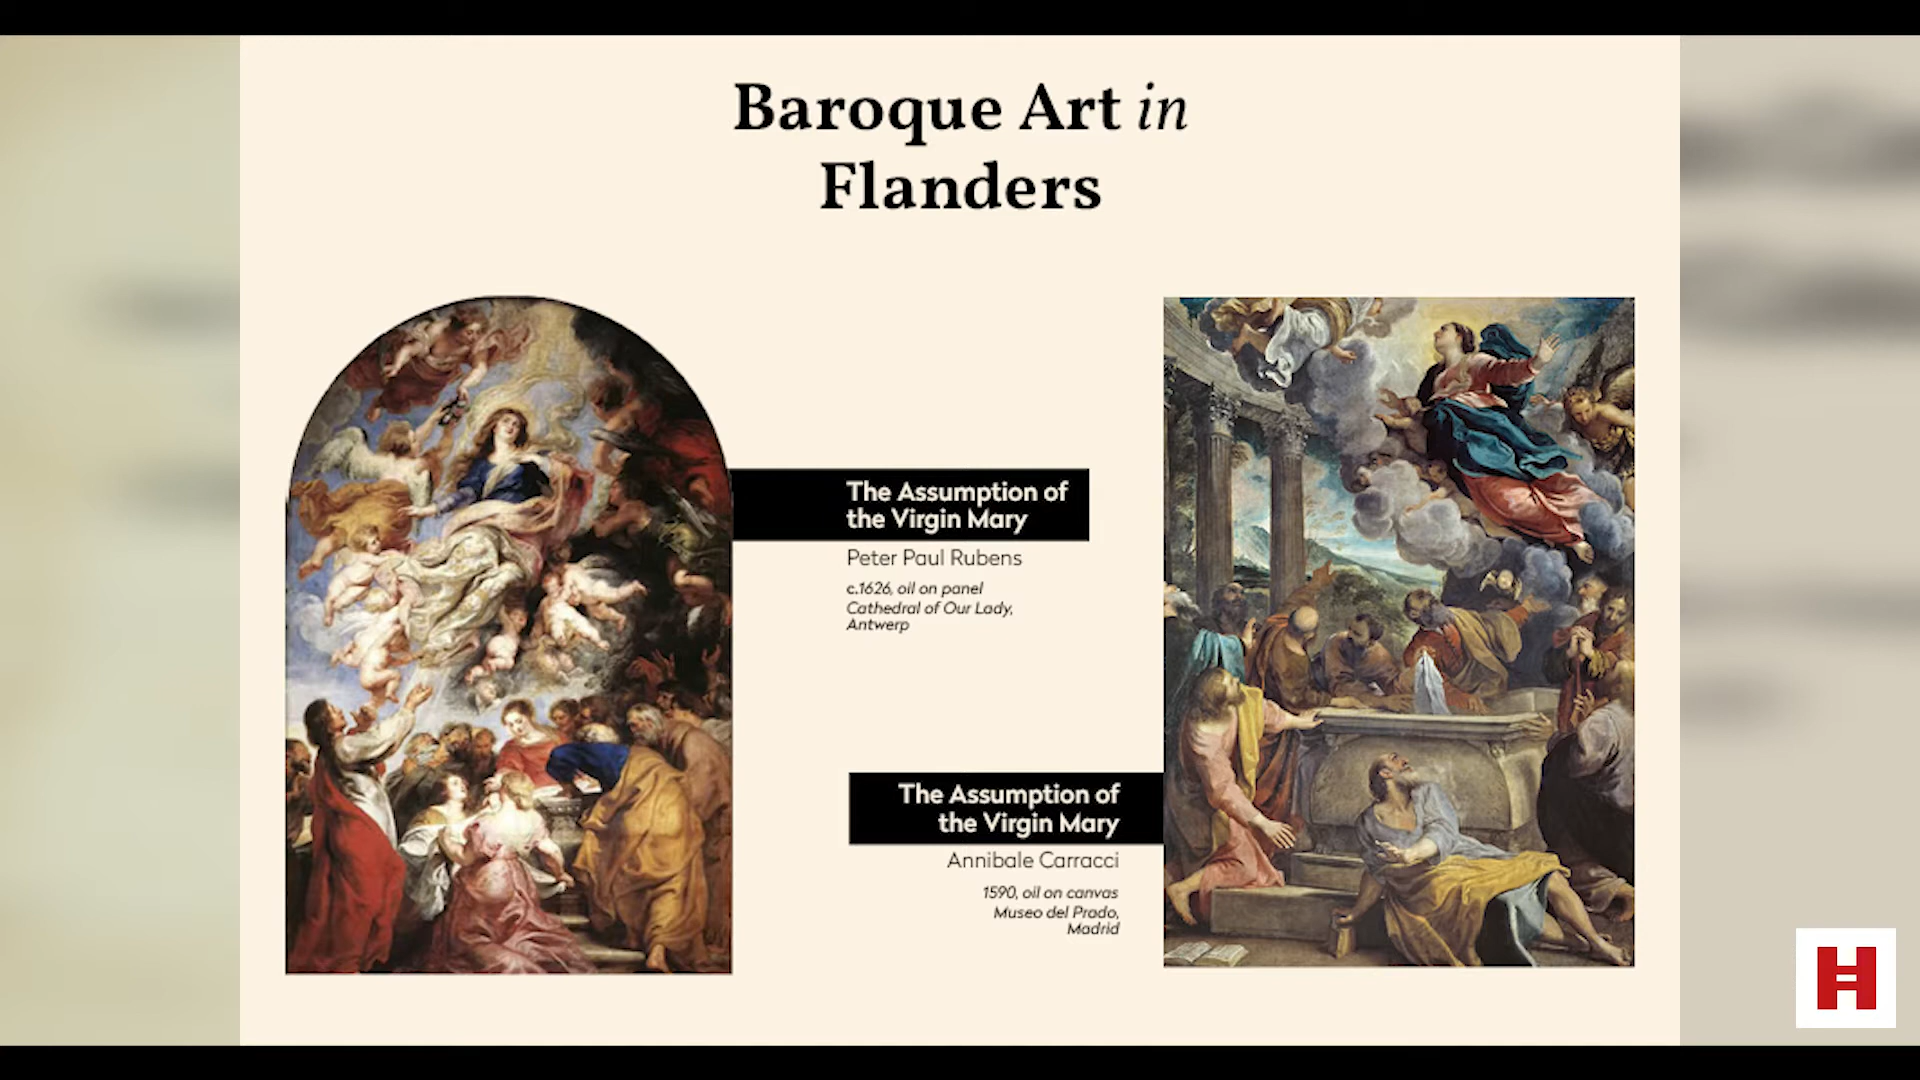 Baroque Art in
Flanders
The Assumption of
the Virgin Mary
Peter Paul Rubens
c.1626, oil on panel
Cathedral of Our Lady,
Antwerp
The Assumption of
the Virgin Mary
Annibale Carracci
1590, oil on canvas
Museo del Prado,
Madrid
H